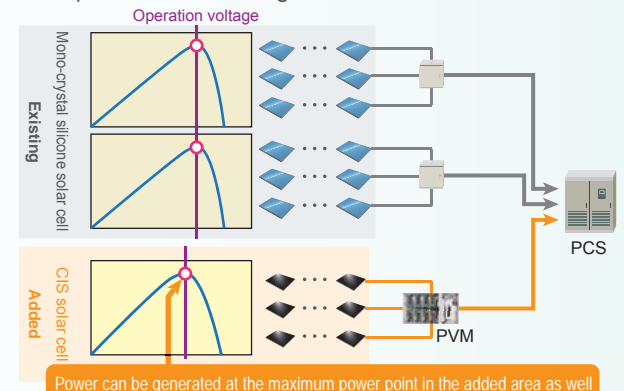 Operation voltage
Existing
Mono-crystal silicone solar cell
PCS
Added
CIS solar cell
PVM
Power can be generated at the maximum power point in the added area as well